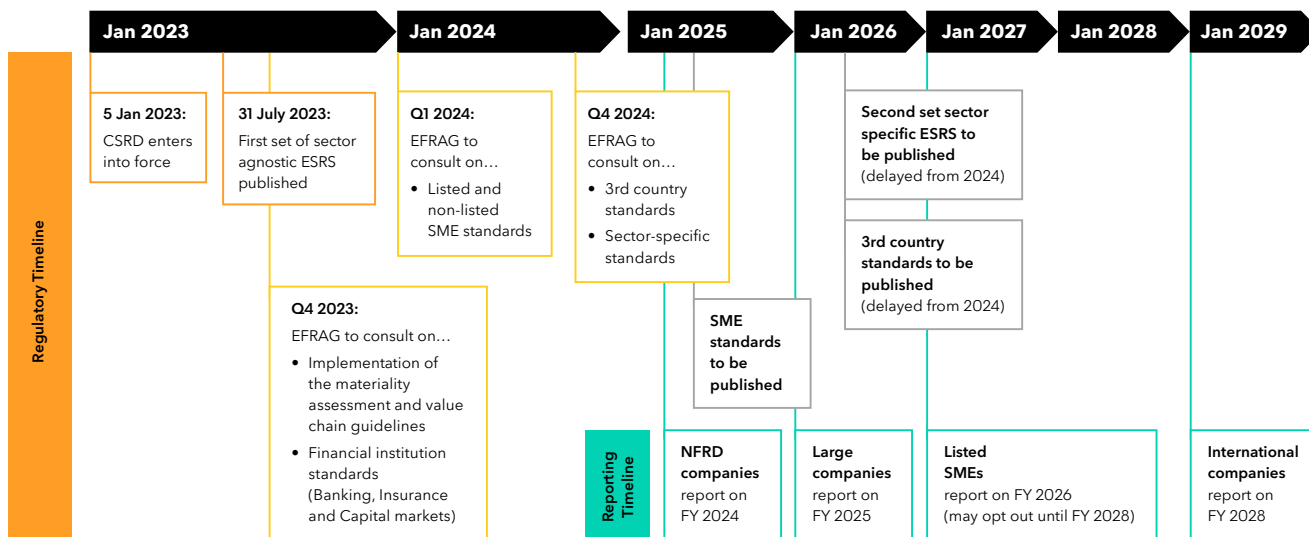 Jan 2023
Jan 2024
Jan 2025
Jan 2026
Jan 2027
Jan 2028
Jan 2029
Regulatory Timeline
5 Jan 2023:
CSRD enters
into force
31 July 2023:
First set of sector
agnostic ESRS
published
Q1 2024:
EFRAG to
consult on…
• Listed and
non-listed
SME standards
Q4 2024:
EFRAG to
consult on…
• 3rd country
standards
• Sector-specific
standards
Second set sector
specific ESRS to
be published
(delayed from 2024)
3rd country
standards to be
published
(delayed from 2024)
Q4 2023:
EFRAG to consult on…
• Implementation of
the materiality
assessment and value
chain guidelines
• Financial institution
standards
(Banking, Insurance
and Capital markets)
SME
standards
to be
published
Reporting
Timeline
NFRD
companies
report on
FY 2024
Large
companies
report on
FY 2025
Listed
SMEs
report on FY 2026
(may opt out until FY 2028)
International
companies
report on
FY 2028